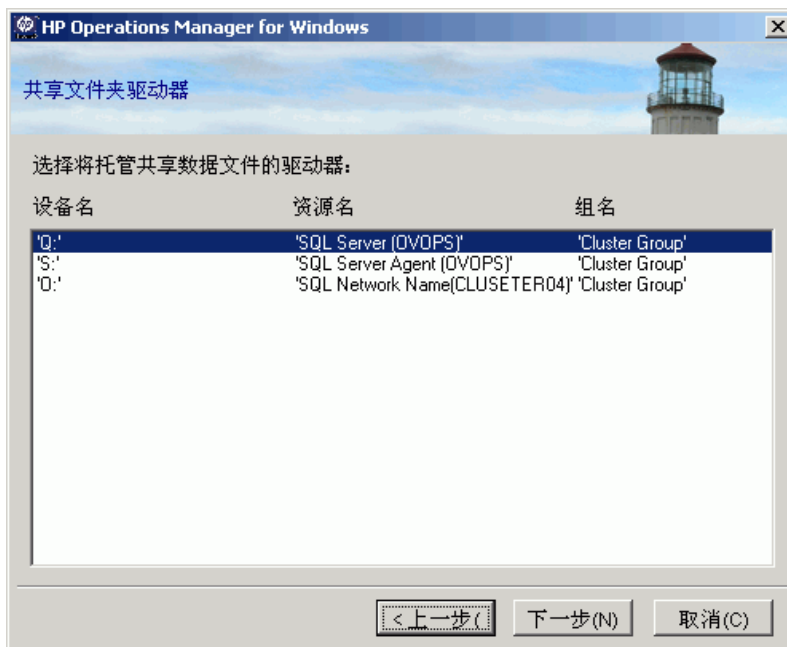 HP Operations Manager for Windows
共享文件夹驱动器
选择将托管共享数据文件的驱动器:
设备名 资源名 组名
'Q:' 'SQL Server (OVOPS)' 'Cluster Group'
'S:' 'SQL Server Agent (OVOPS)' 'Cluster Group'
'O:' 'SQL Network Name(CLUSETER04)' 'Cluster Group'
<上一步( 下一步(N) 取消(C)